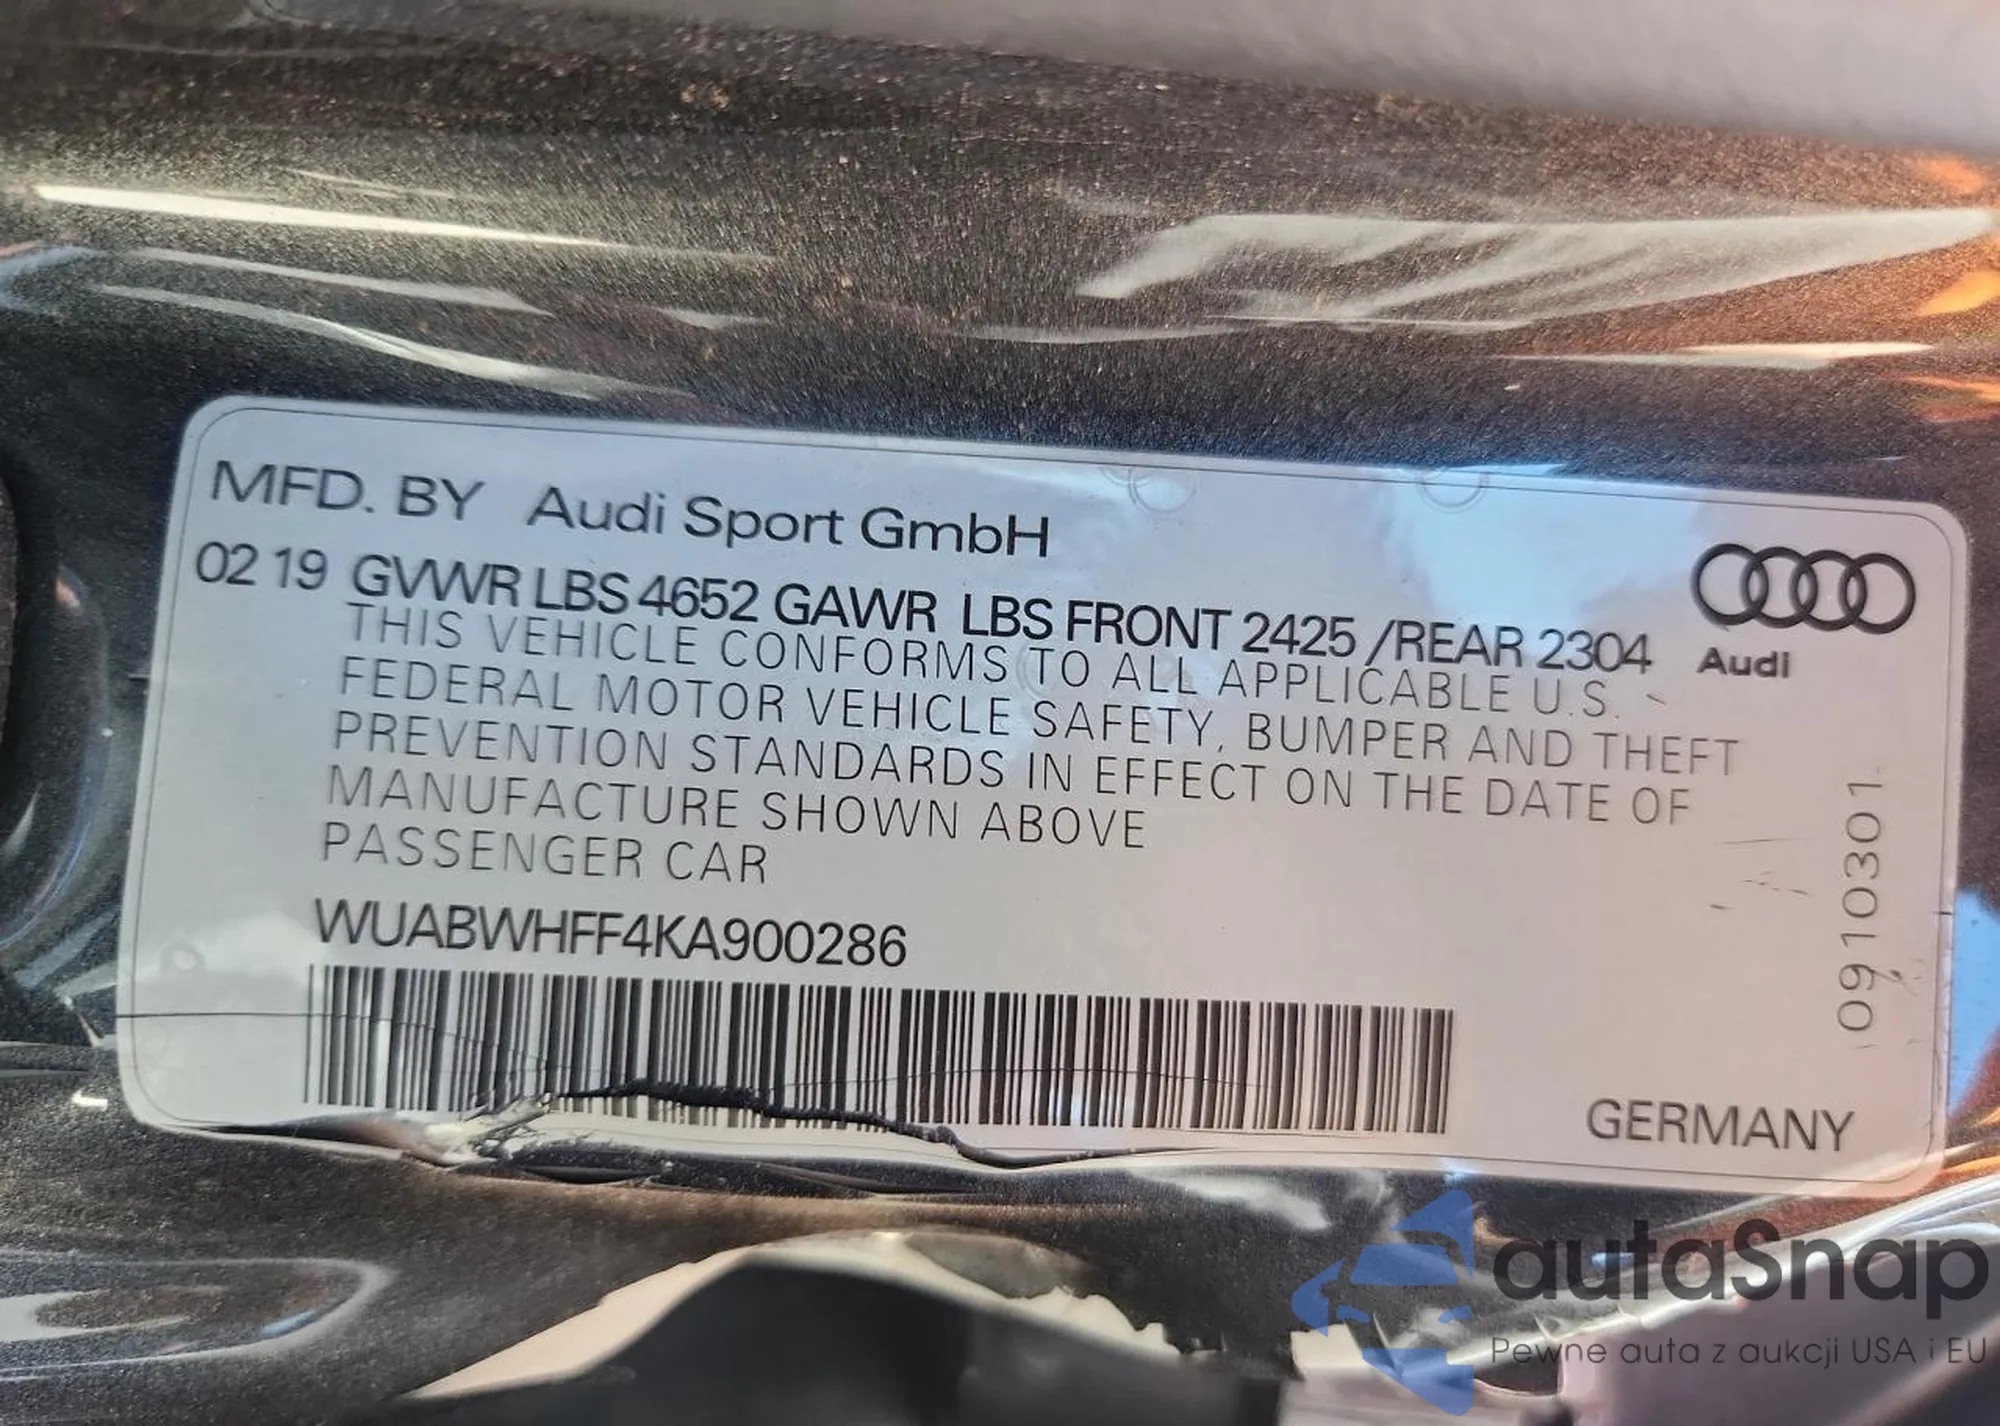 MFD. BY Audi Sport GmbH
02 19 GVWR LBS 4652 GAWR LBS FRONT 2425 /REAR 2304
THIS VEHICLE CONFORMS TO ALL APPLICABLE U.S.
FEDERAL MOTOR VEHICLE SAFETY, BUMPER AND THEFT
PREVENTION STANDARDS IN EFFECT ON THE DATE OF
MANUFACTURE SHOWN ABOVE
PASSENGER CAR
WUABWHFF4KA900286
Audi
0910301
GERMANY
autaSnap
Pewne auta z aukcji USA i EU